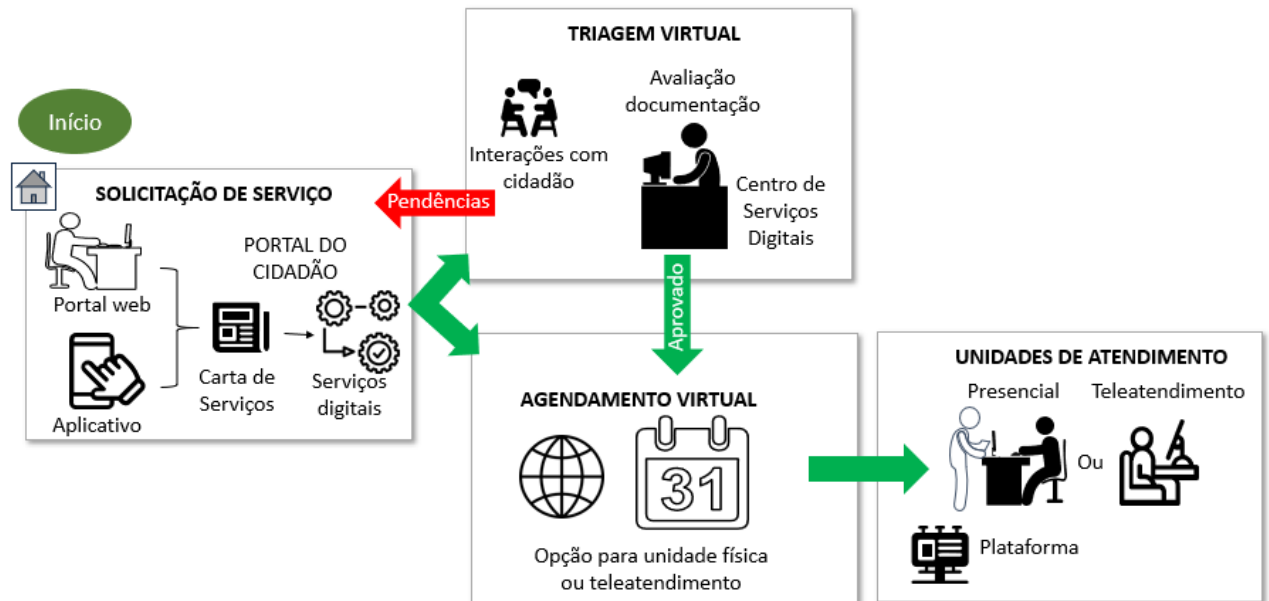 Início
SOLICITAÇÃO DE SERVIÇO
Portal web
Aplicativo
Carta de
Serviços
PORTAL DO
CIDADÃO
Serviços
digitais
Pendências
TRIAGEM VIRTUAL
Interações com
cidadão
Avaliação
documentação
Centro de
Serviços
Digitais
Aprovado
AGENDAMENTO VIRTUAL
31
Opção para unidade física
ou teleatendimento
UNIDADES DE ATENDIMENTO
Presencial
Teleatendimento
Ou
Plataforma